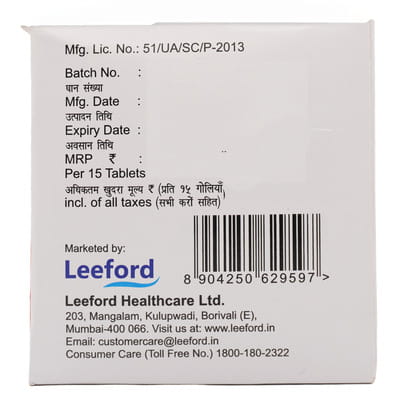 Mfg. Lic. No.: 51/UA/SC/P-2013
Batch No. :
घान संख्या
Mfg. Date :
उत्पादन तिथि
Expiry Date :
अवसान तिथि
MRP ₹ :
Per 15 Tablets
अधिकतम खुदरा मूल्य ₹ (प्रति १५ गोलियाँ)
incl. of all taxes (सभी करों सहित)
Marketed by:
Leeford
8 904250 629597 >
Leeford Healthcare Ltd.
203, Mangalam, Kulupwadi, Borivali (E),
Mumbai-400 066. Visit us at: www.leeford.in
Email: customercare@leeford.in
Consumer Care (Toll Free No.) 1800-180-2322